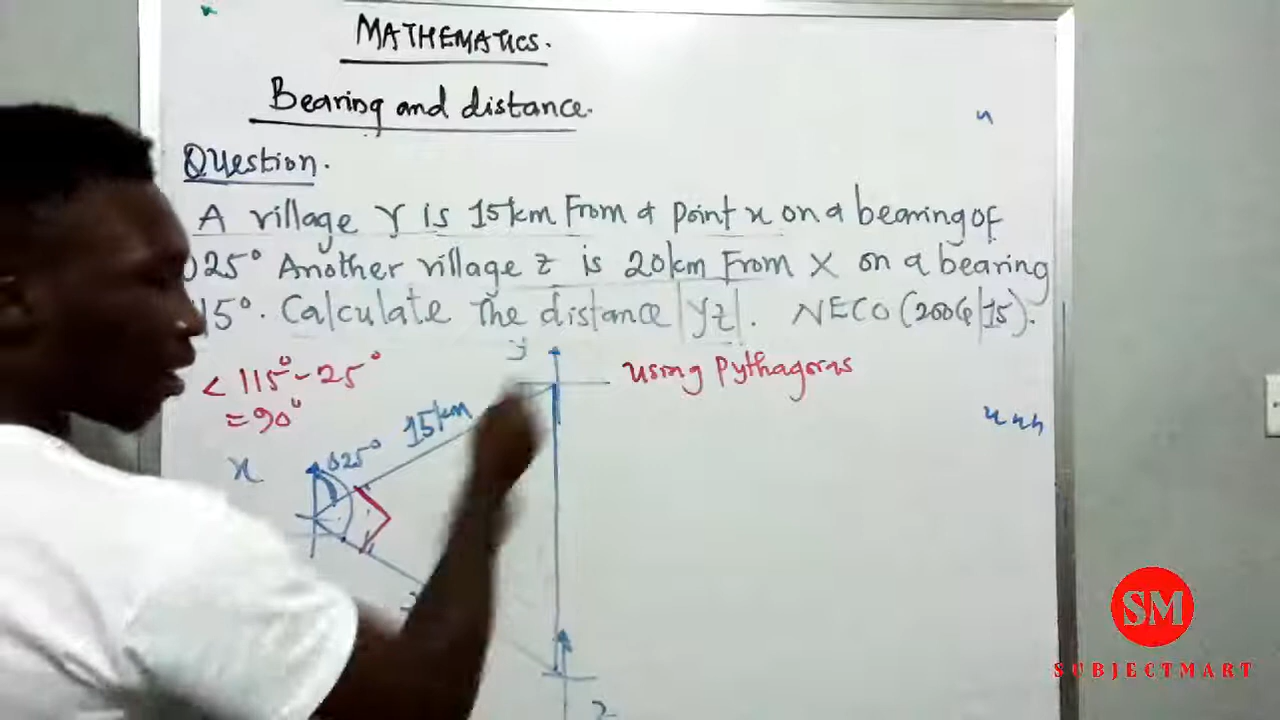 MATHEMATICS.
Bearing and distance.
Question.
A village Y is 15km From a point x on a bearing of
025° Another village z is 20km From X on a bearing
115°. Calculate The distance |yz|. NECO (2006/15).
y
using Pythagoras
< 115° - 25°
= 90°
15km
025°
x
2
n
n n n
SM
SUBJECTMART